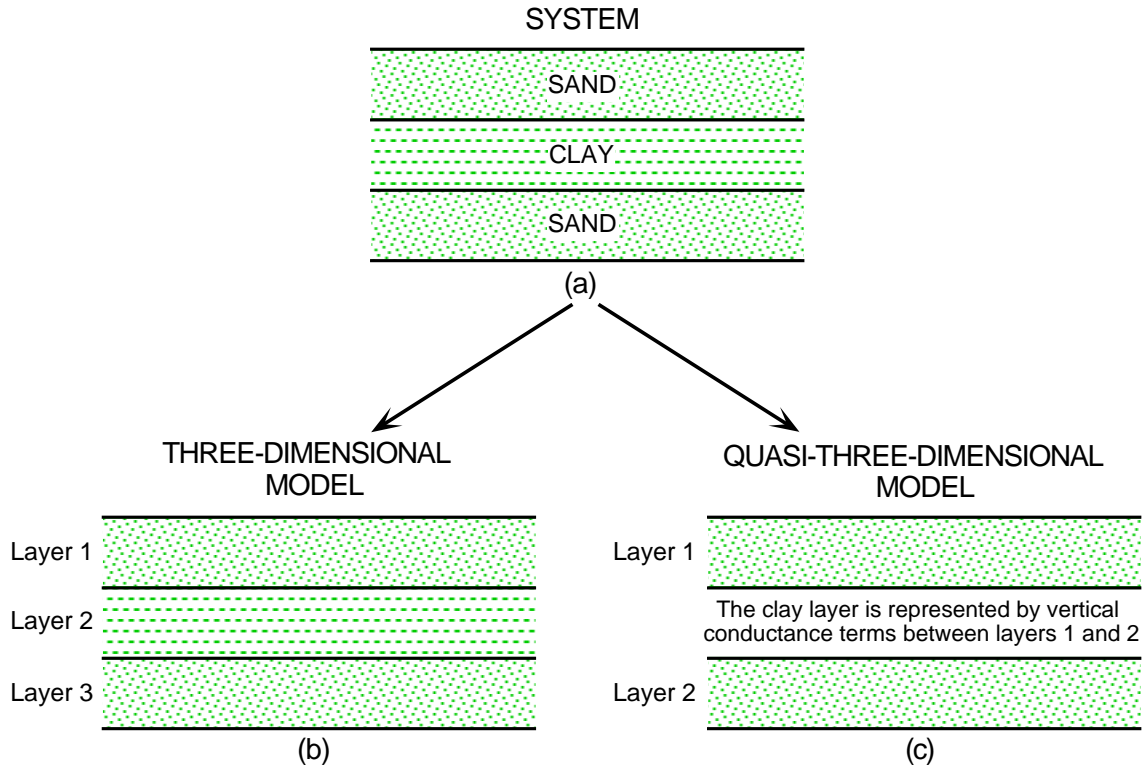 SYSTEM
SAND
CLAY
SAND
(a)
THREE-DIMENSIONAL
MODEL
Layer 1
Layer 2
Layer 3
(b)
QUASI-THREE-DIMENSIONAL
MODEL
Layer 1
The clay layer is represented by vertical
conductance terms between layers 1 and 2
Layer 2
(c)